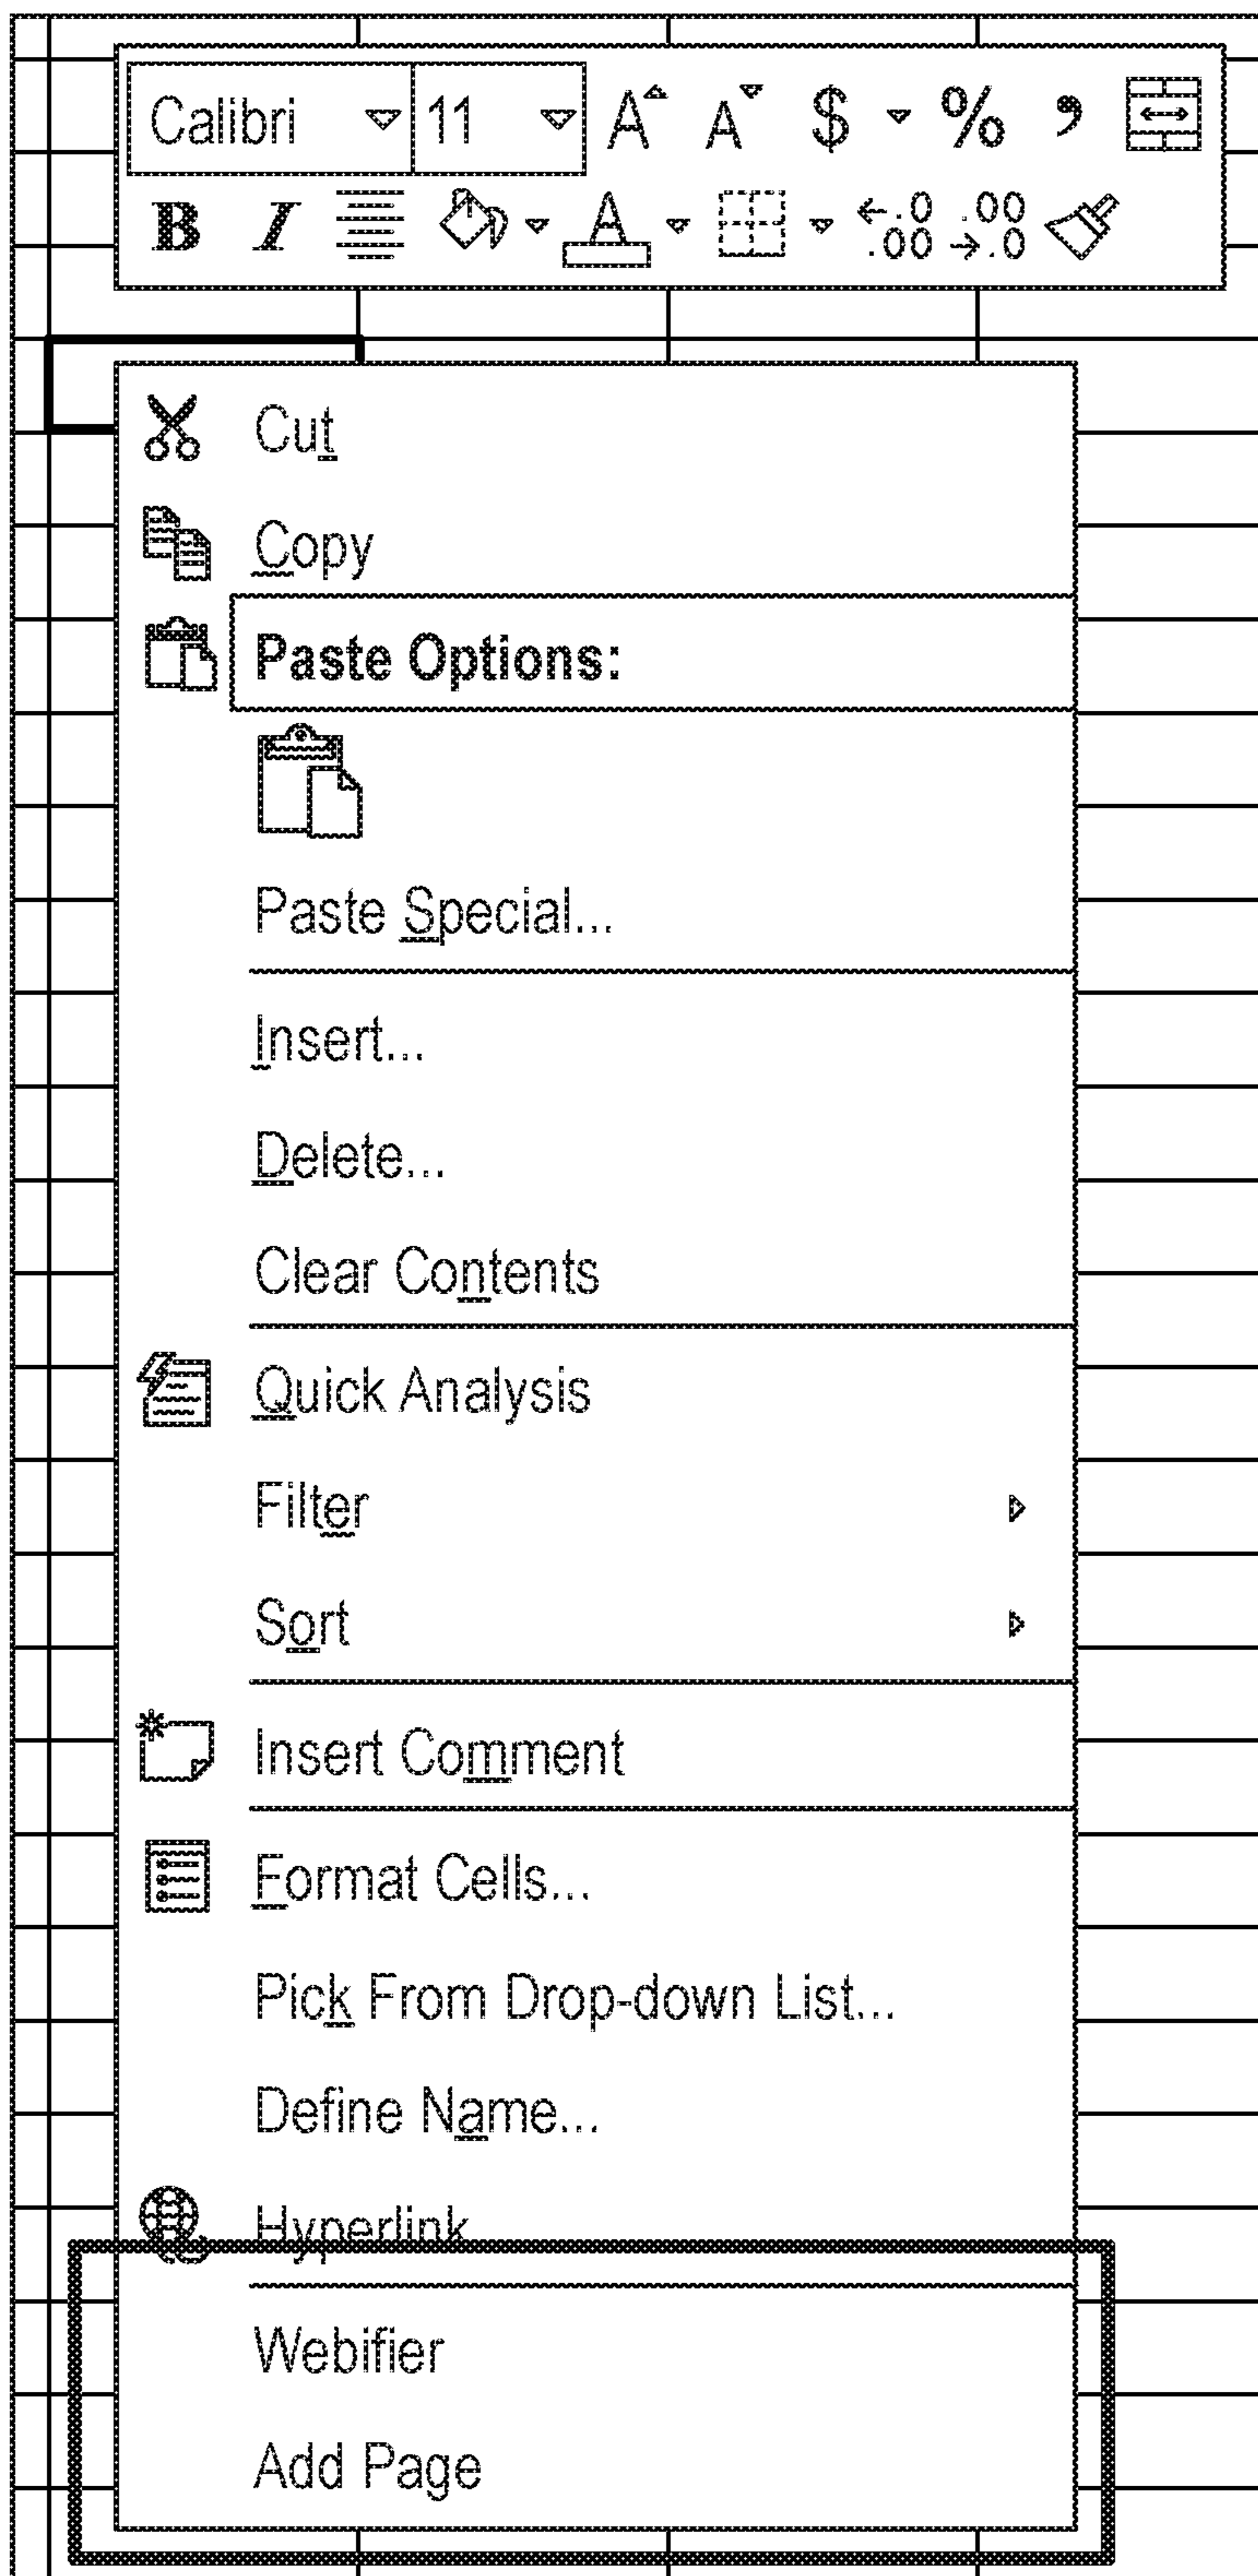 Calibri 11 A A $ % ,
B I A ←.0 .00
.00 →.0
Cut
Copy
Paste Options:
Paste Special...
Insert...
Delete...
Clear Contents
Quick Analysis
Filter
Sort
Insert Comment
Format Cells...
Pick From Drop-down List...
Define Name...
Hyperlink
Webifier
Add Page